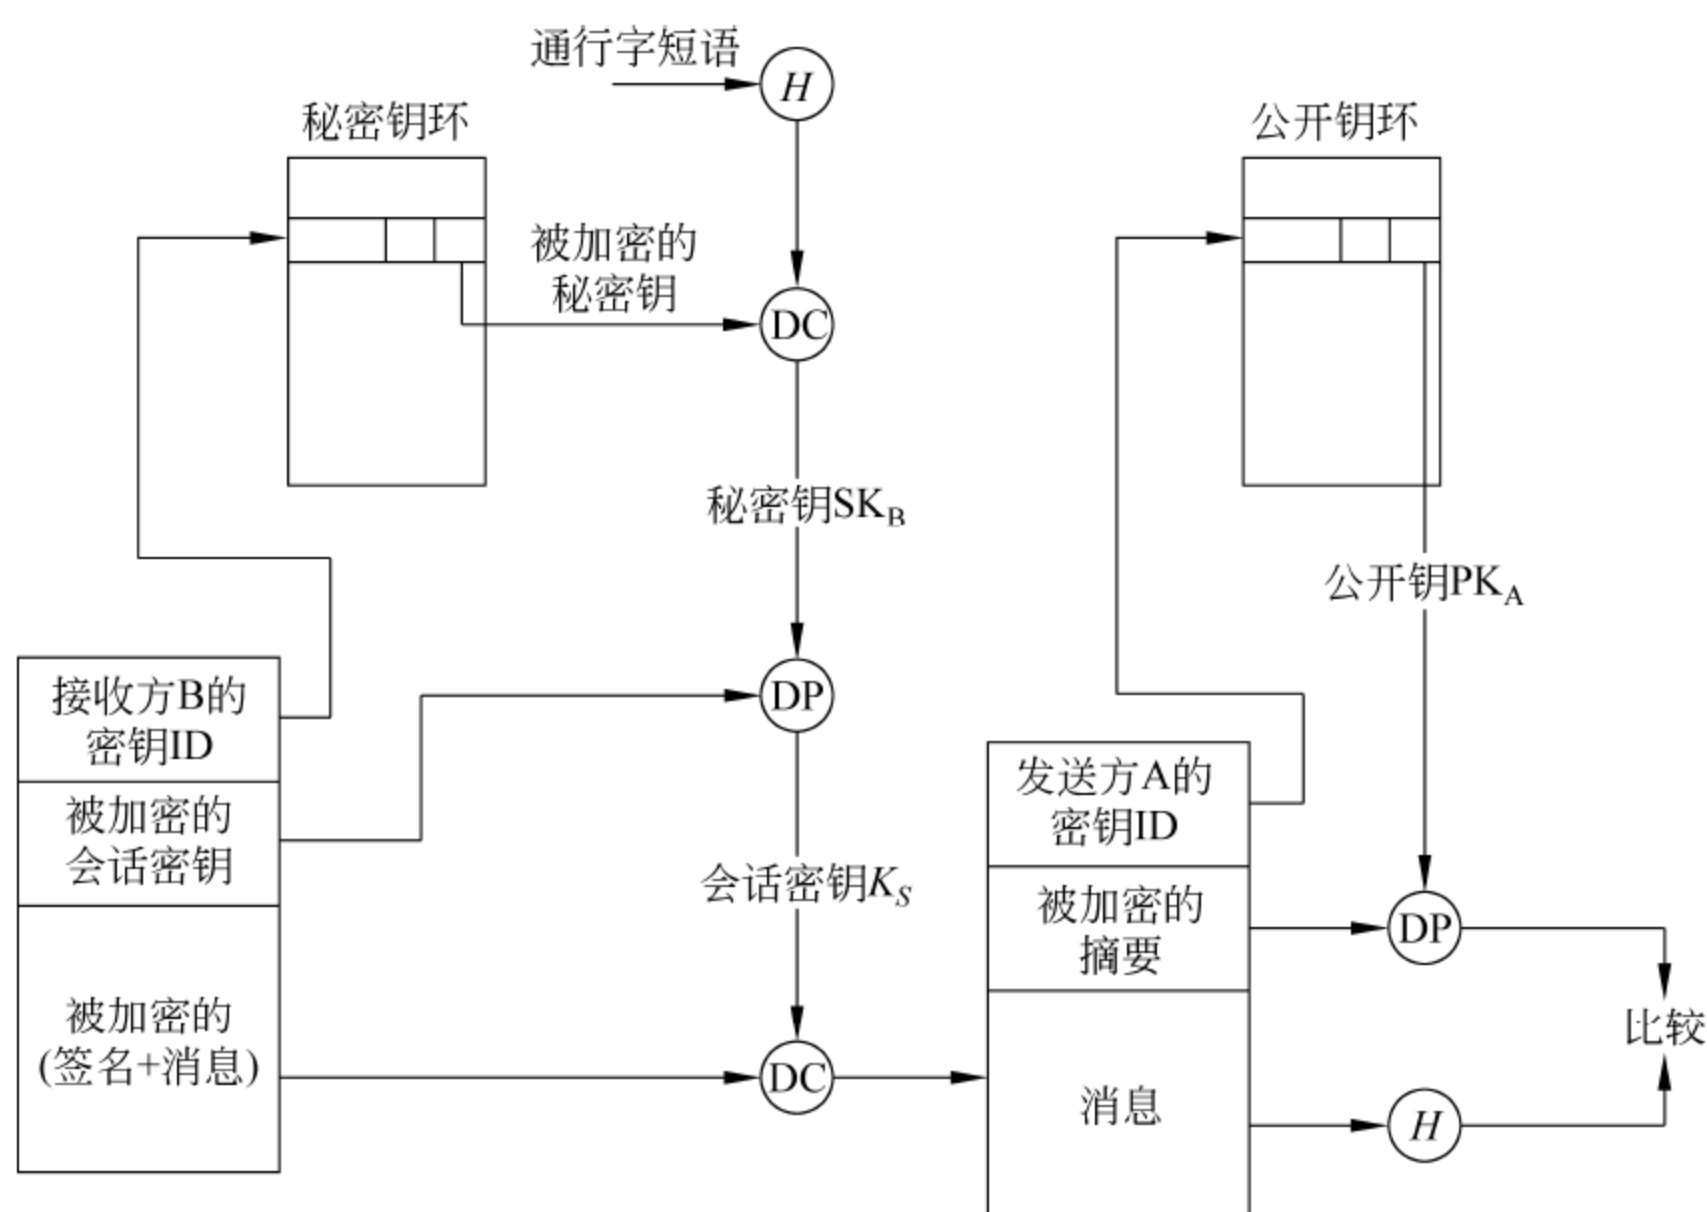 通行字短语
H
秘密钥环
公开钥环
被加密的
秘密钥
DC
秘密钥SKB
公开钥PKA
接收方B的
密钥ID
DP
被加密的
会话密钥
发送方A的
密钥ID
会话密钥KS
被加密的
摘要
DP
被加密的
(签名+消息)
比较
DC
消息
H